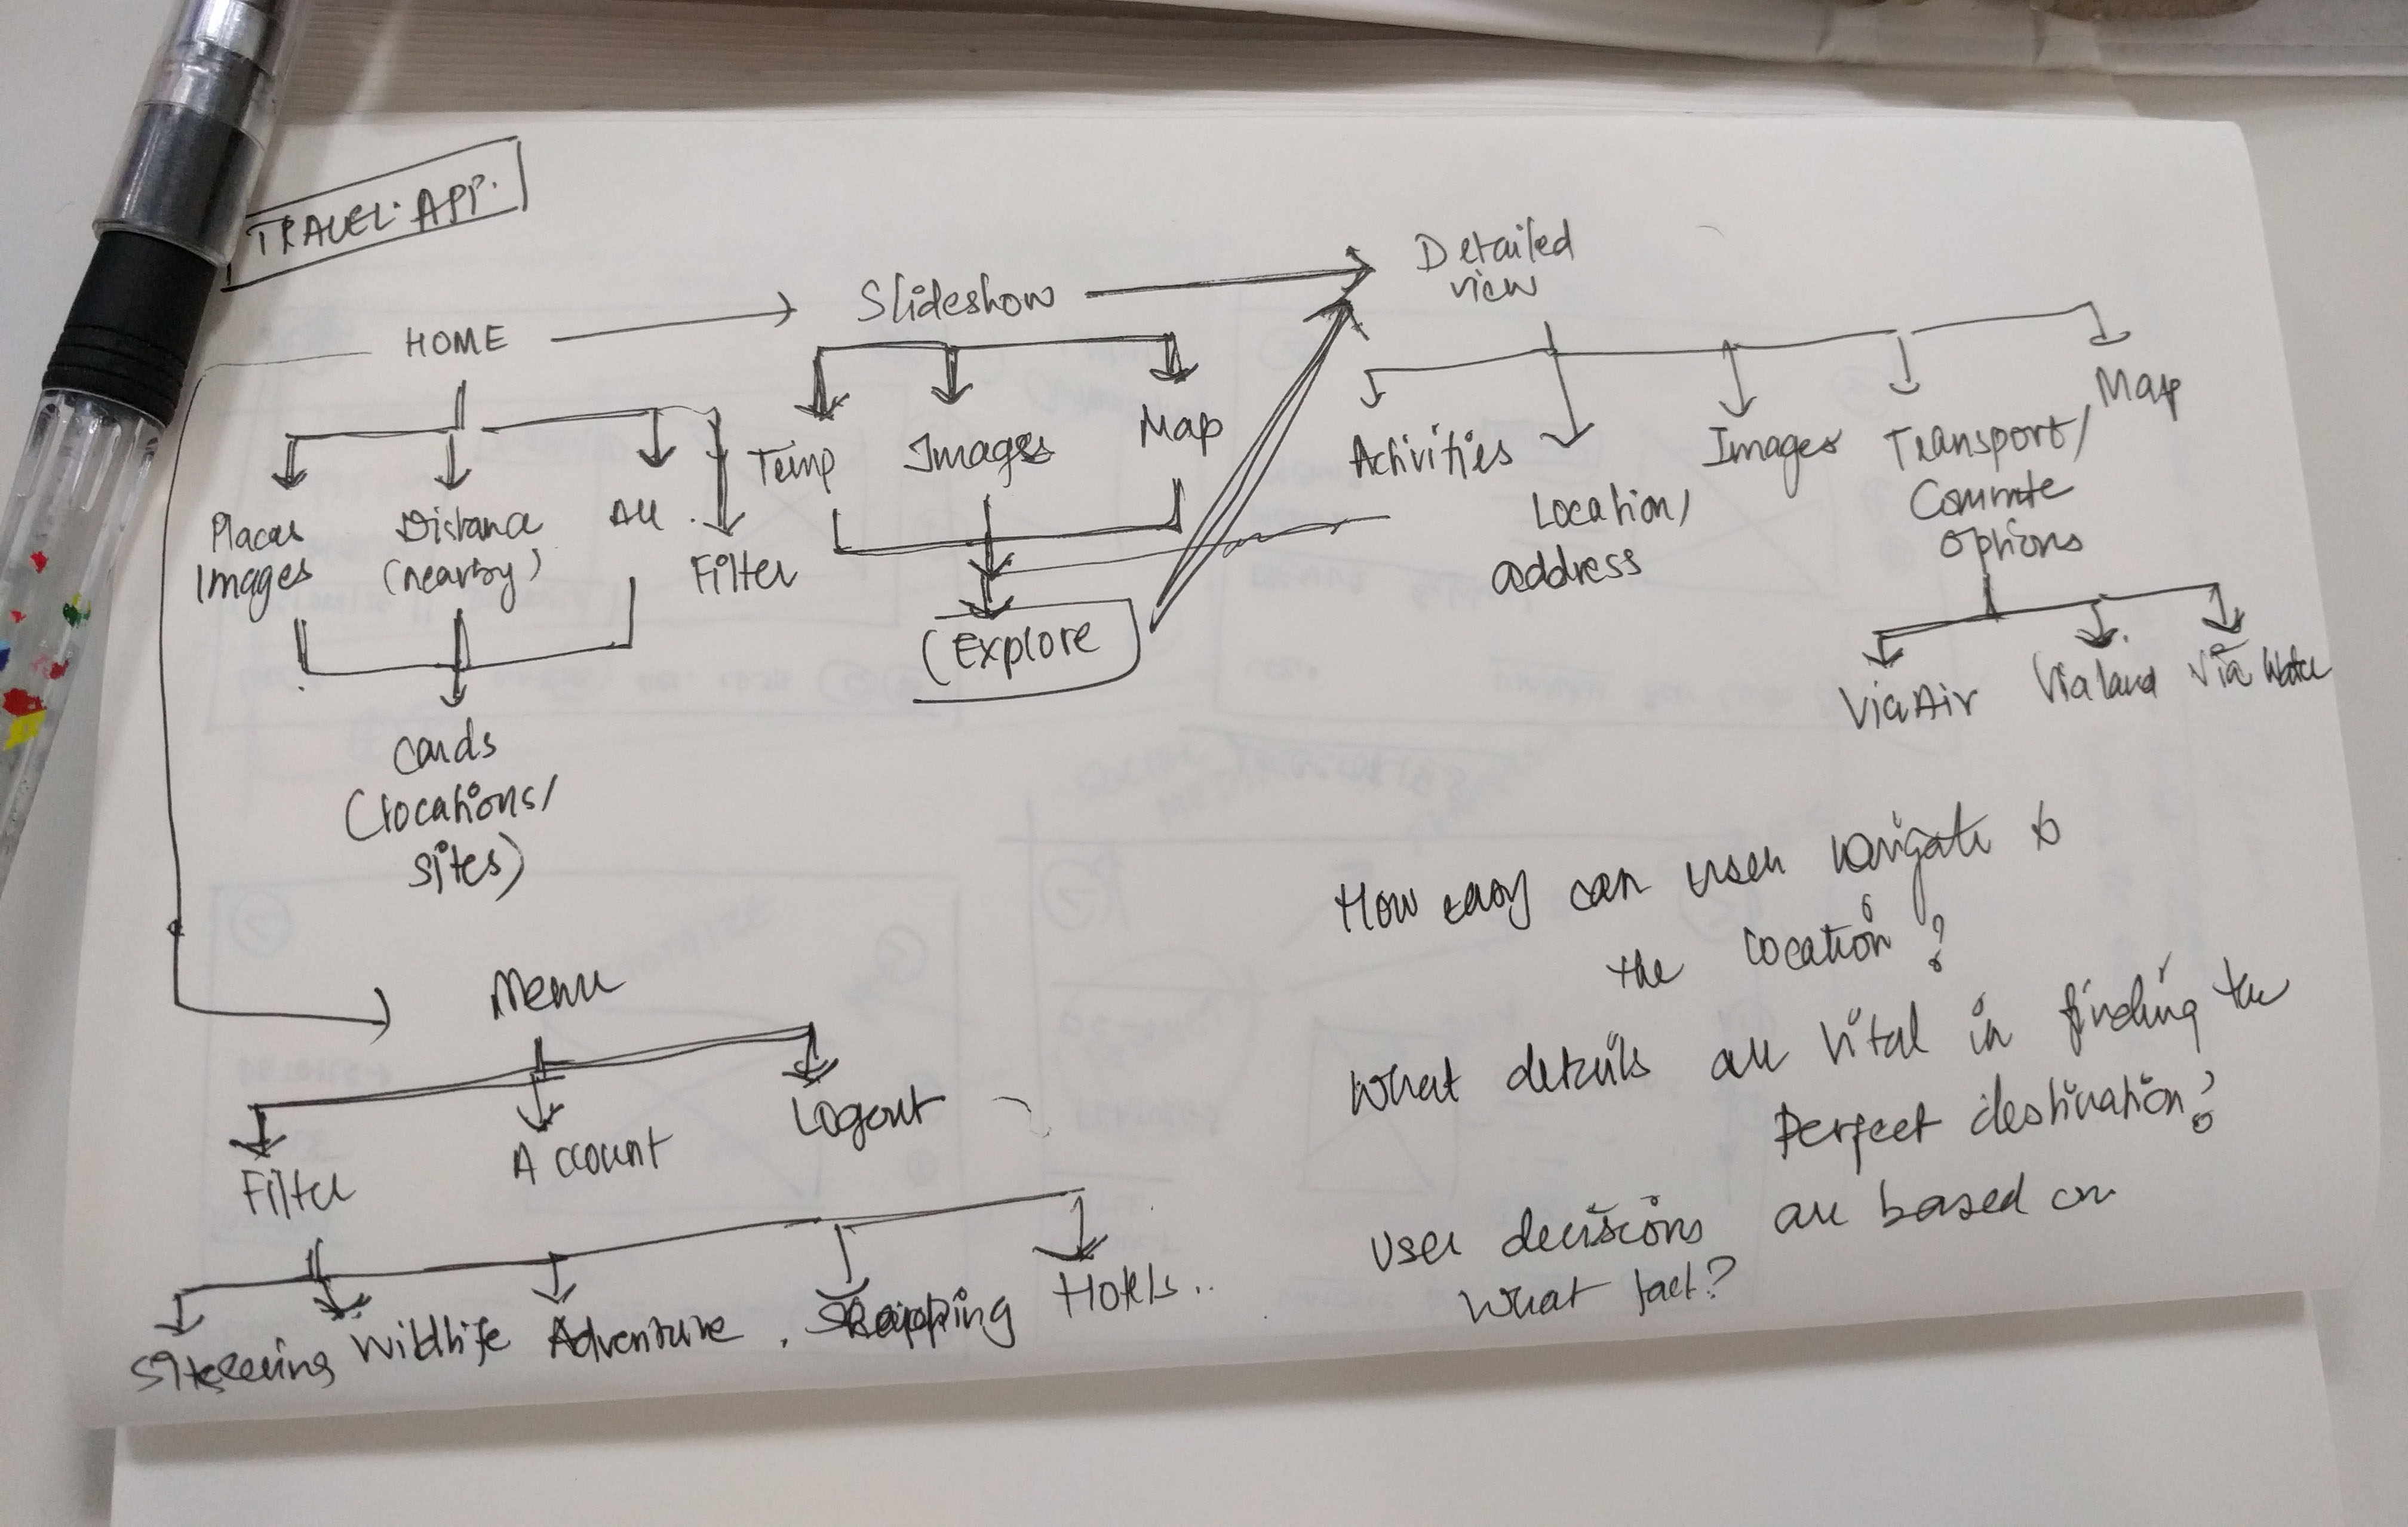 TRAVEL APP.
HOME
Slideshow
Detailed
view
Places
Images
Distance
(nearby)
All
Filter
Temp
Images
Map
Activities
Location/
address
Images
Transport/
Commute
options
Map
(Explore
Via Air
Via land
Via Water
Cards
(locations/
sites)
Menu
Filter
Account
Logout
Siteseeing
Wildlife
Adventure
Hotels..
How easy can user navigate to
the location?
What details are vital in finding the
Perfect destination?
User decisions are based on
What fact?